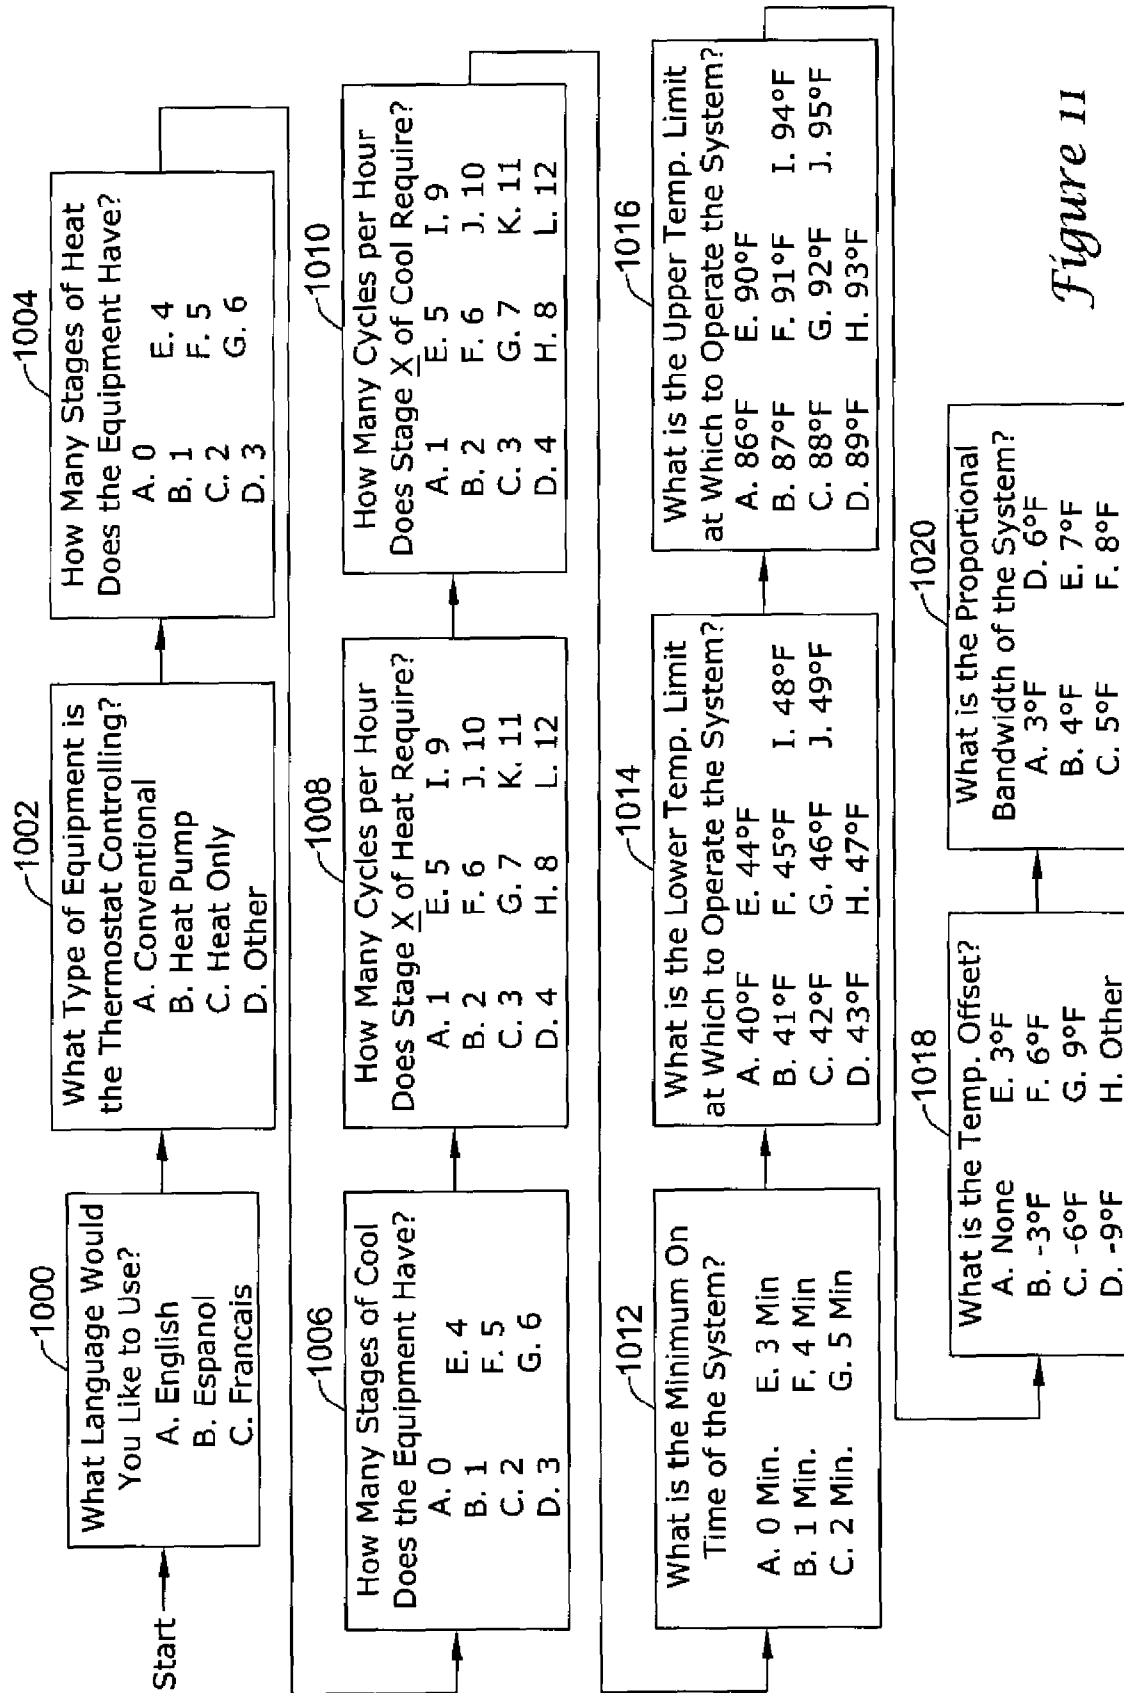 Start
1000
What Language Would
You Like to Use?
A. English
B. Espanol
C. Francais
1002
What Type of Equipment is
the Thermostat Controlling?
A. Conventional
B. Heat Pump
C. Heat Only
D. Other
1004
How Many Stages of Heat
Does the Equipment Have?
A. 0 E. 4
B. 1 F. 5
C. 2 G. 6
D. 3
1006
How Many Stages of Cool
Does the Equipment Have?
A. 0 E. 4
B. 1 F. 5
C. 2 G. 6
D. 3
1008
How Many Cycles per Hour
Does Stage X of Heat Require?
A. 1 E. 5 I. 9
B. 2 F. 6 J. 10
C. 3 G. 7 K. 11
D. 4 H. 8 L. 12
1010
How Many Cycles per Hour
Does Stage X of Cool Require?
A. 1 E. 5 I. 9
B. 2 F. 6 J. 10
C. 3 G. 7 K. 11
D. 4 H. 8 L. 12
1012
What is the Minimum On
Time of the System?
A. 0 Min. E. 3 Min
B. 1 Min. F. 4 Min
C. 2 Min. G. 5 Min
1014
What is the Lower Temp. Limit
at Which to Operate the System?
A. 40°F E. 44°F
B. 41°F F. 45°F I. 48°F
C. 42°F G. 46°F J. 49°F
D. 43°F H. 47°F
1016
What is the Upper Temp. Limit
at Which to Operate the System?
A. 86°F E. 90°F
B. 87°F F. 91°F I. 94°F
C. 88°F G. 92°F J. 95°F
D. 89°F H. 93°F
1018
What is the Temp. Offset?
A. None E. 3°F
B. -3°F F. 6°F
C. -6°F G. 9°F
D. -9°F H. Other
1020
What is the Proportional
Bandwidth of the System?
A. 3°F D. 6°F
B. 4°F E. 7°F
C. 5°F F. 8°F
Figure 11